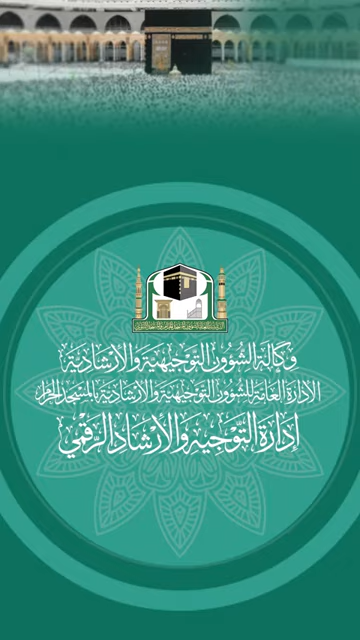 وكالة الشؤون التوجيهية والإرشادية
الإدارة العامة للشؤون التوجيهية والإرشادية بالمسجد الحرام
إدارة التوجيه والإرشاد الرقمي